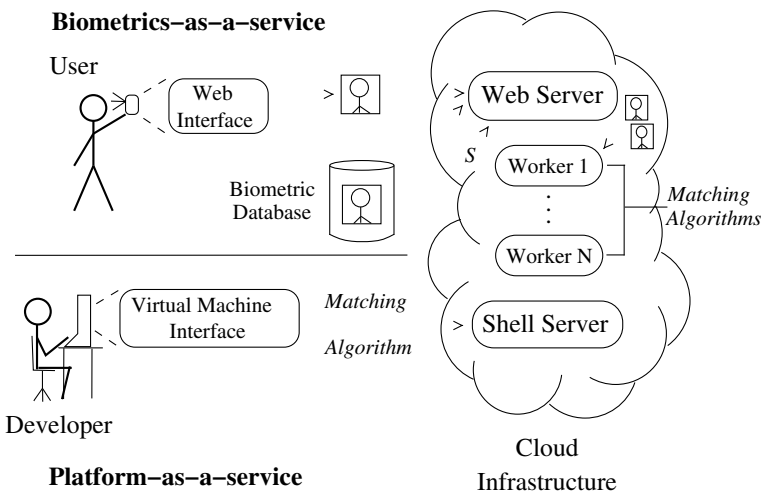 Biometrics−as−a−service
User
Web
Interface
Biometric
Database
Web Server
S
Worker 1
Worker N
Matching
Algorithms
Shell Server
Virtual Machine
Interface
Matching
Algorithm
Developer
Platform−as−a−service
Cloud
Infrastructure